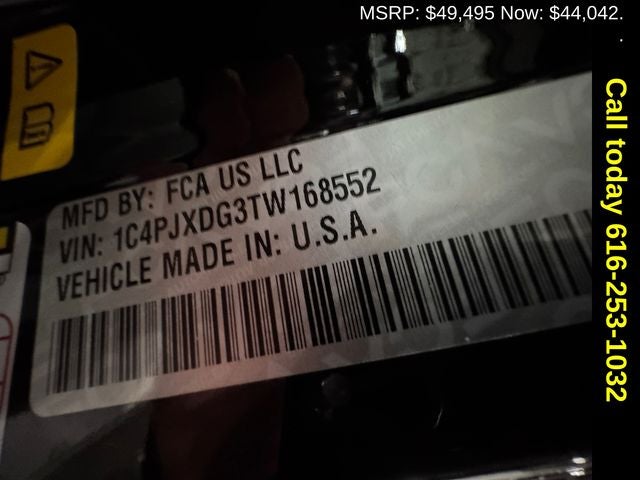 MSRP: $49,495 Now: $44,042.
.
MFD BY: FCA US LLC
VIN: 1C4PJXDG3TW168552
VEHICLE MADE IN: U.S.A.
Call today 616-253-1032